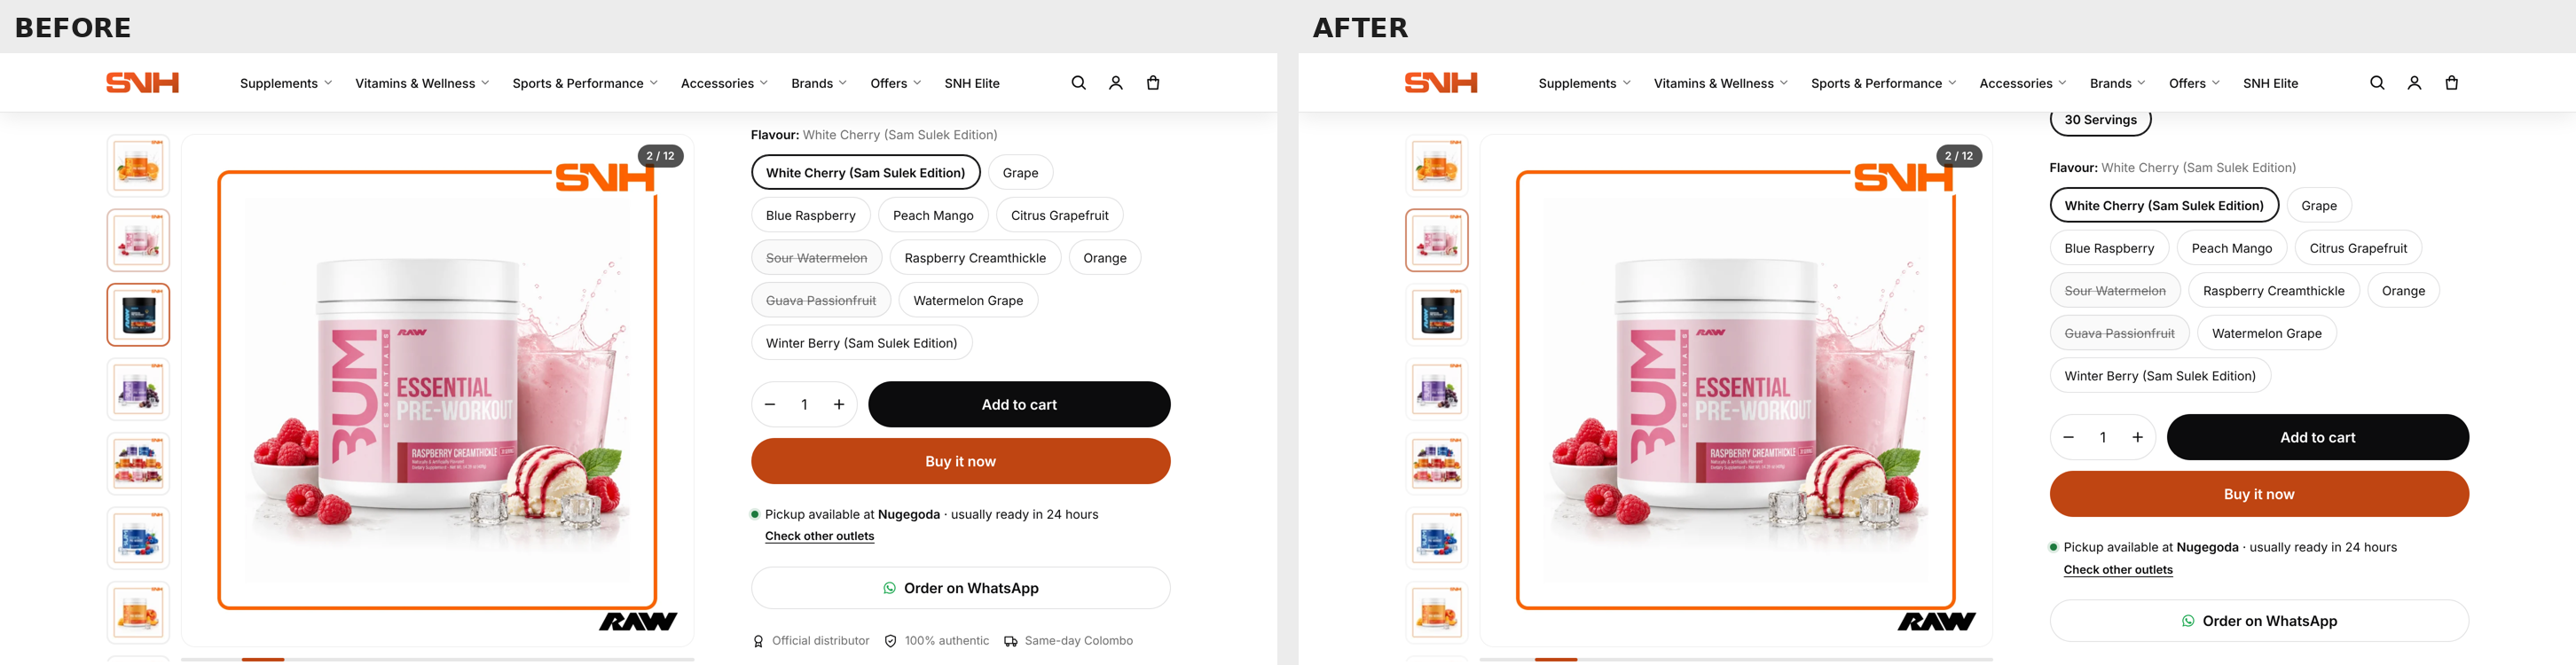 BEFORE
SNH
Supplements
Vitamins & Wellness
Sports & Performance
Accessories
Brands
Offers
SNH Elite
2 / 12
SNH
RAW
BUM
ESSENTIALS
ESSENTIAL
PRE-WORKOUT
RASPBERRY CREAMTHICKLE
RAW
Flavour: White Cherry (Sam Sulek Edition)
White Cherry (Sam Sulek Edition)
Grape
Blue Raspberry
Peach Mango
Citrus Grapefruit
Sour Watermelon
Raspberry Creamthickle
Orange
Guava Passionfruit
Watermelon Grape
Winter Berry (Sam Sulek Edition)
− 1 +
Add to cart
Buy it now
Pickup available at Nugegoda · usually ready in 24 hours
Check other outlets
Order on WhatsApp
Official distributor
100% authentic
Same-day Colombo
AFTER
SNH
Supplements
Vitamins & Wellness
Sports & Performance
Accessories
Brands
Offers
SNH Elite
2 / 12
SNH
RAW
BUM
ESSENTIALS
ESSENTIAL
PRE-WORKOUT
RASPBERRY CREAMTHICKLE
RAW
30 Servings
Flavour: White Cherry (Sam Sulek Edition)
White Cherry (Sam Sulek Edition)
Grape
Blue Raspberry
Peach Mango
Citrus Grapefruit
Sour Watermelon
Raspberry Creamthickle
Orange
Guava Passionfruit
Watermelon Grape
Winter Berry (Sam Sulek Edition)
− 1 +
Add to cart
Buy it now
Pickup available at Nugegoda · usually ready in 24 hours
Check other outlets
Order on WhatsApp